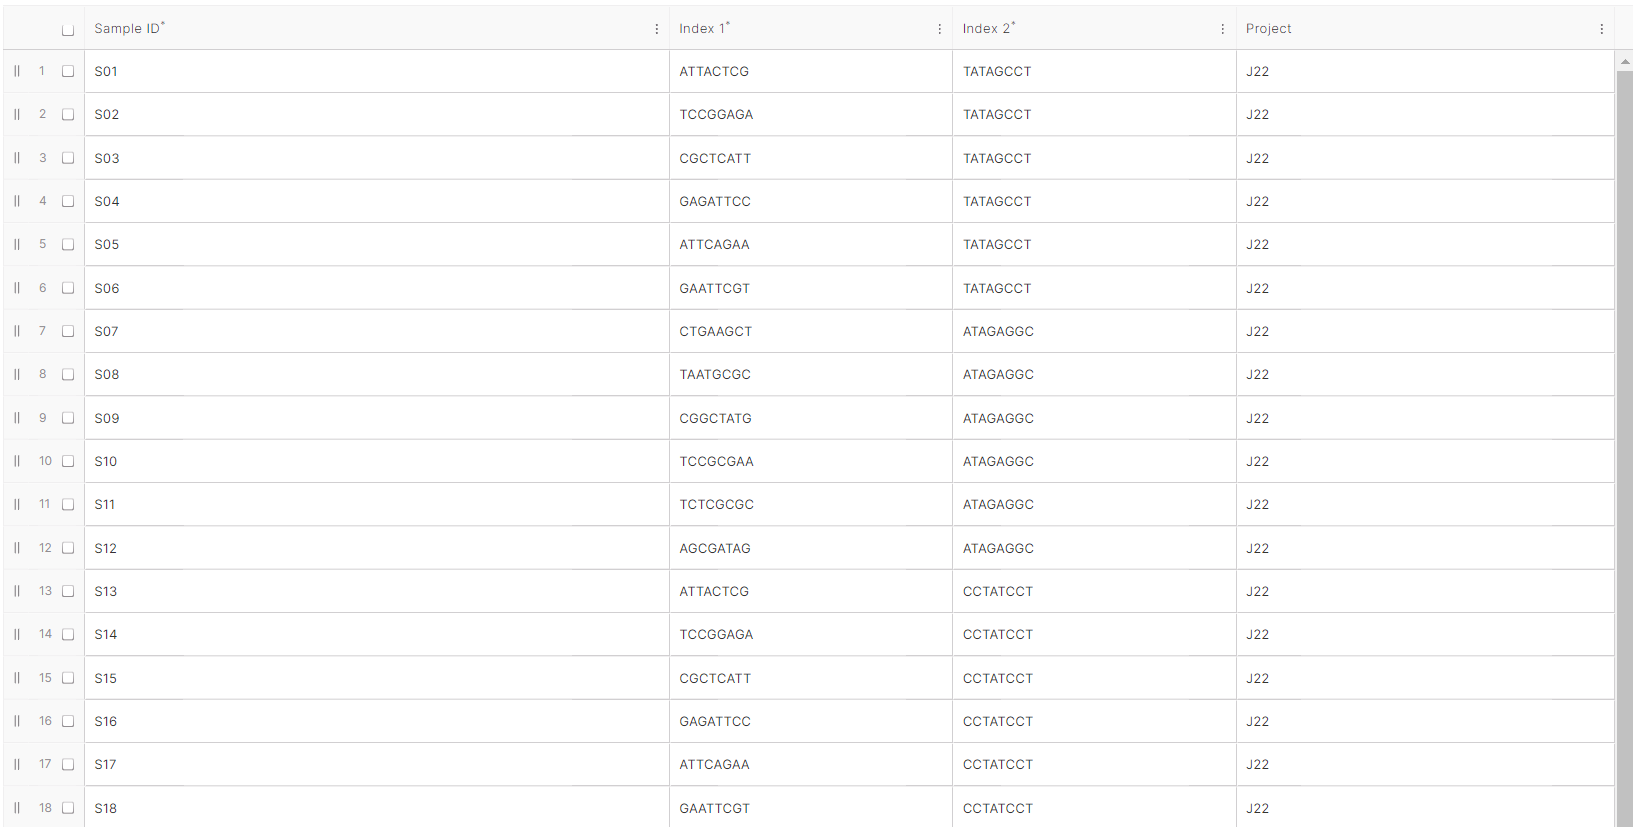 Sample ID* Index 1* Index 2* Project
1 S01 ATTACTCG TATAGCCT J22
2 S02 TCCGGAGA TATAGCCT J22
3 S03 CGCTCATT TATAGCCT J22
4 S04 GAGATTCC TATAGCCT J22
5 S05 ATTCAGAA TATAGCCT J22
6 S06 GAATTCGT TATAGCCT J22
7 S07 CTGAAGCT ATAGAGGC J22
8 S08 TAATGCGC ATAGAGGC J22
9 S09 CGGCTATG ATAGAGGC J22
10 S10 TCCGCGAA ATAGAGGC J22
11 S11 TCTCGCGC ATAGAGGC J22
12 S12 AGCGATAG ATAGAGGC J22
13 S13 ATTACTCG CCTATCCT J22
14 S14 TCCGGAGA CCTATCCT J22
15 S15 CGCTCATT CCTATCCT J22
16 S16 GAGATTCC CCTATCCT J22
17 S17 ATTCAGAA CCTATCCT J22
18 S18 GAATTCGT CCTATCCT J22